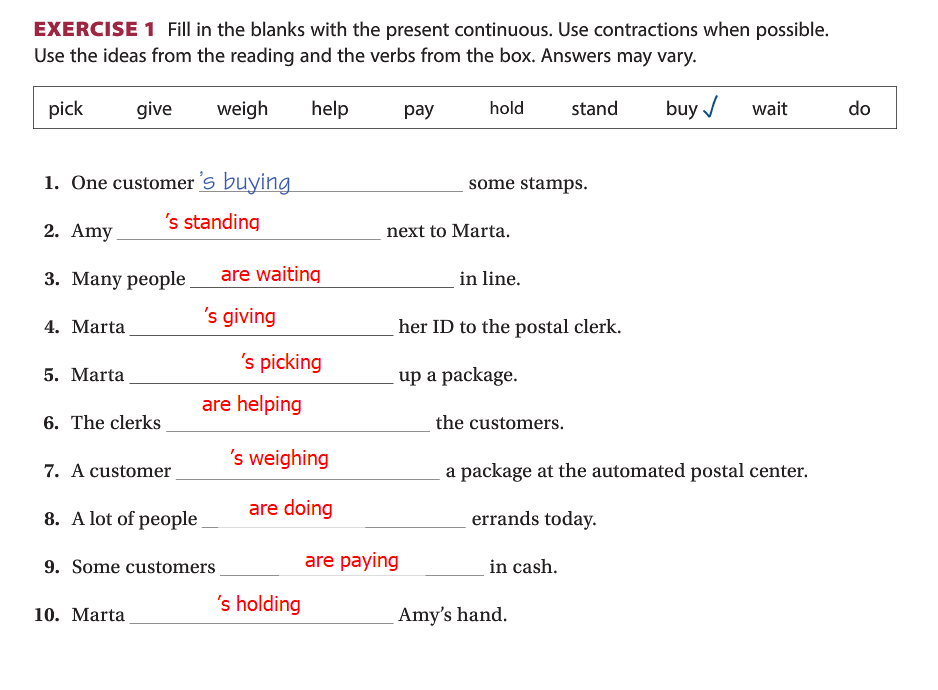 EXERCISE 1 Fill in the blanks with the present continuous. Use contractions when possible.
Use the ideas from the reading and the verbs from the box. Answers may vary.
pick give weigh help pay hold stand buy ✓ wait do
1. One customer 's buying some stamps.
2. Amy 's standing next to Marta.
3. Many people are waiting in line.
4. Marta 's giving her ID to the postal clerk.
5. Marta 's picking up a package.
6. The clerks are helping the customers.
7. A customer 's weighing a package at the automated postal center.
8. A lot of people are doing errands today.
9. Some customers are paying in cash.
10. Marta 's holding Amy's hand.